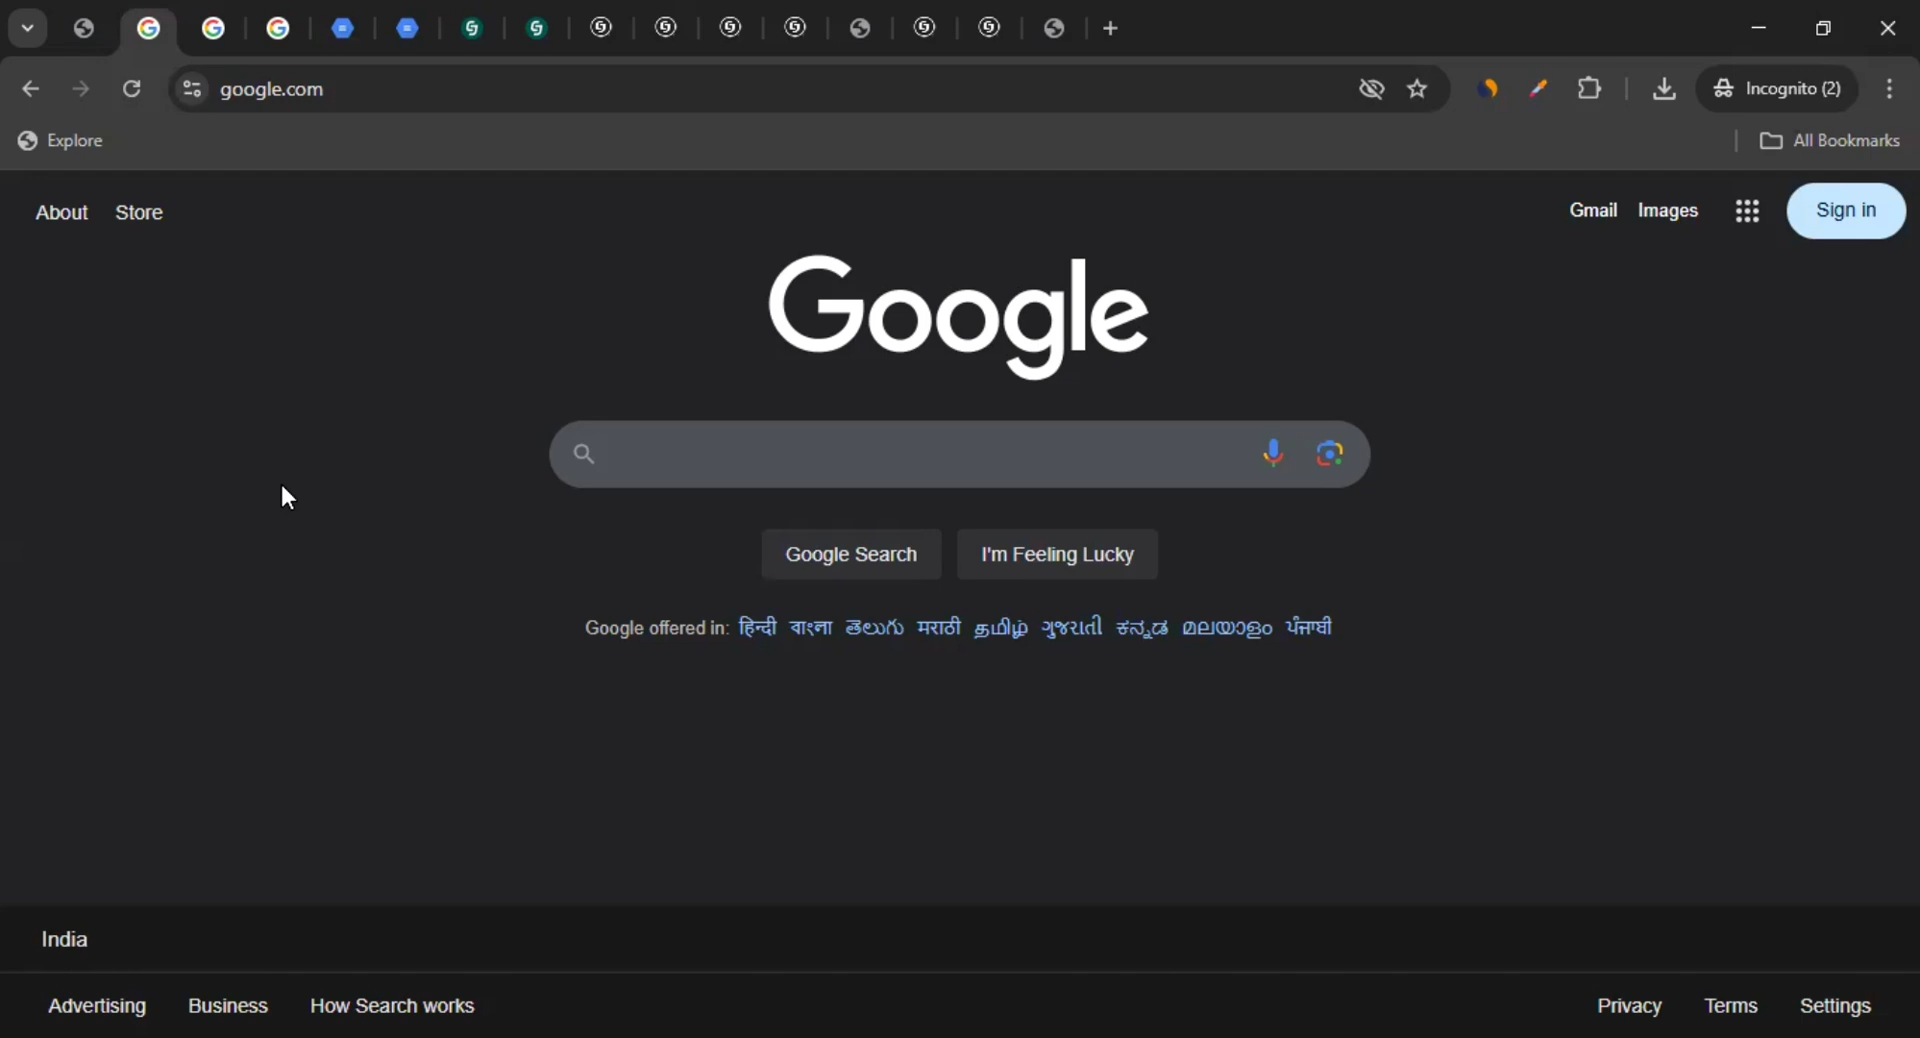 google.com
Incognito (2)
Explore
All Bookmarks
About Store
Gmail Images
Sign in
Google
Google Search
I'm Feeling Lucky
Google offered in: हिन्दी বাংলা తెలుగు मराठी தமிழ் ગુજરાતી ಕನ್ನಡ മലയാളം ਪੰਜਾਬੀ
India
Advertising Business How Search works
Privacy Terms Settings